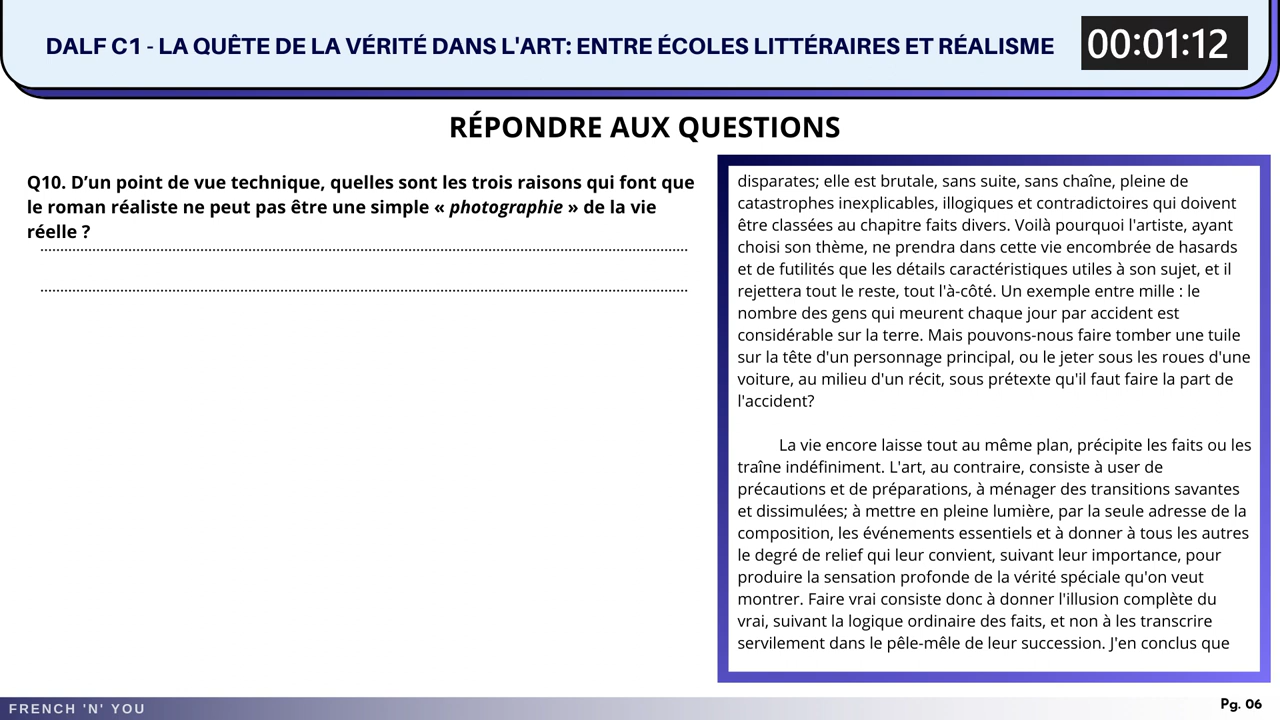 DALF C1 - LA QUÊTE DE LA VÉRITÉ DANS L'ART: ENTRE ÉCOLES LITTÉRAIRES ET RÉALISME
00:01:12
RÉPONDRE AUX QUESTIONS
Q10. D’un point de vue technique, quelles sont les trois raisons qui font que
le roman réaliste ne peut pas être une simple « photographie » de la vie
réelle ?
disparates; elle est brutale, sans suite, sans chaîne, pleine de
catastrophes inexplicables, illogiques et contradictoires qui doivent
être classées au chapitre faits divers. Voilà pourquoi l'artiste, ayant
choisi son thème, ne prendra dans cette vie encombrée de hasards
et de futilités que les détails caractéristiques utiles à son sujet, et il
rejettera tout le reste, tout l'à-côté. Un exemple entre mille : le
nombre des gens qui meurent chaque jour par accident est
considérable sur la terre. Mais pouvons-nous faire tomber une tuile
sur la tête d'un personnage principal, ou le jeter sous les roues d'une
voiture, au milieu d'un récit, sous prétexte qu'il faut faire la part de
l'accident?
La vie encore laisse tout au même plan, précipite les faits ou les
traîne indéfiniment. L'art, au contraire, consiste à user de
précautions et de préparations, à ménager des transitions savantes
et dissimulées; à mettre en pleine lumière, par la seule adresse de la
composition, les événements essentiels et à donner à tous les autres
le degré de relief qui leur convient, suivant leur importance, pour
produire la sensation profonde de la vérité spéciale qu'on veut
montrer. Faire vrai consiste donc à donner l'illusion complète du
vrai, suivant la logique ordinaire des faits, et non à les transcrire
servilement dans le pêle-mêle de leur succession. J'en conclus que
FRENCH 'N' YOU
Pg. 06